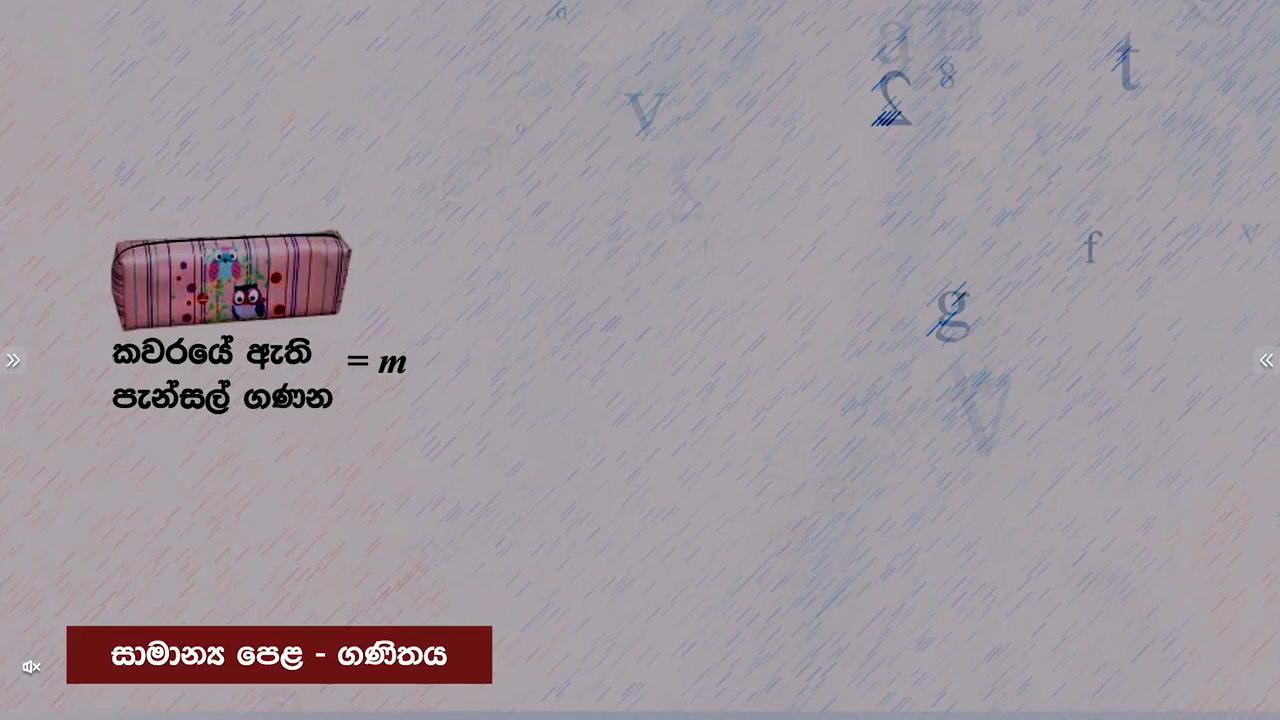 කවරයේ ඇති
පැන්සල් ගණන = m
සාමාන්‍ය පෙළ - ගණිතය